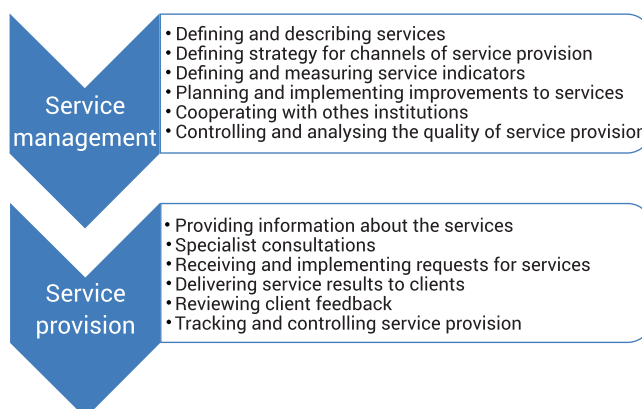 Service
management
• Defining and describing services
• Defining strategy for channels of service provision
• Defining and measuring service indicators
• Planning and implementing improvements to services
• Cooperating with othes institutions
• Controlling and analysing the quality of service provision
Service
provision
• Providing information about the services
• Specialist consultations
• Receiving and implementing requests for services
• Delivering service results to clients
• Reviewing client feedback
• Tracking and controlling service provision